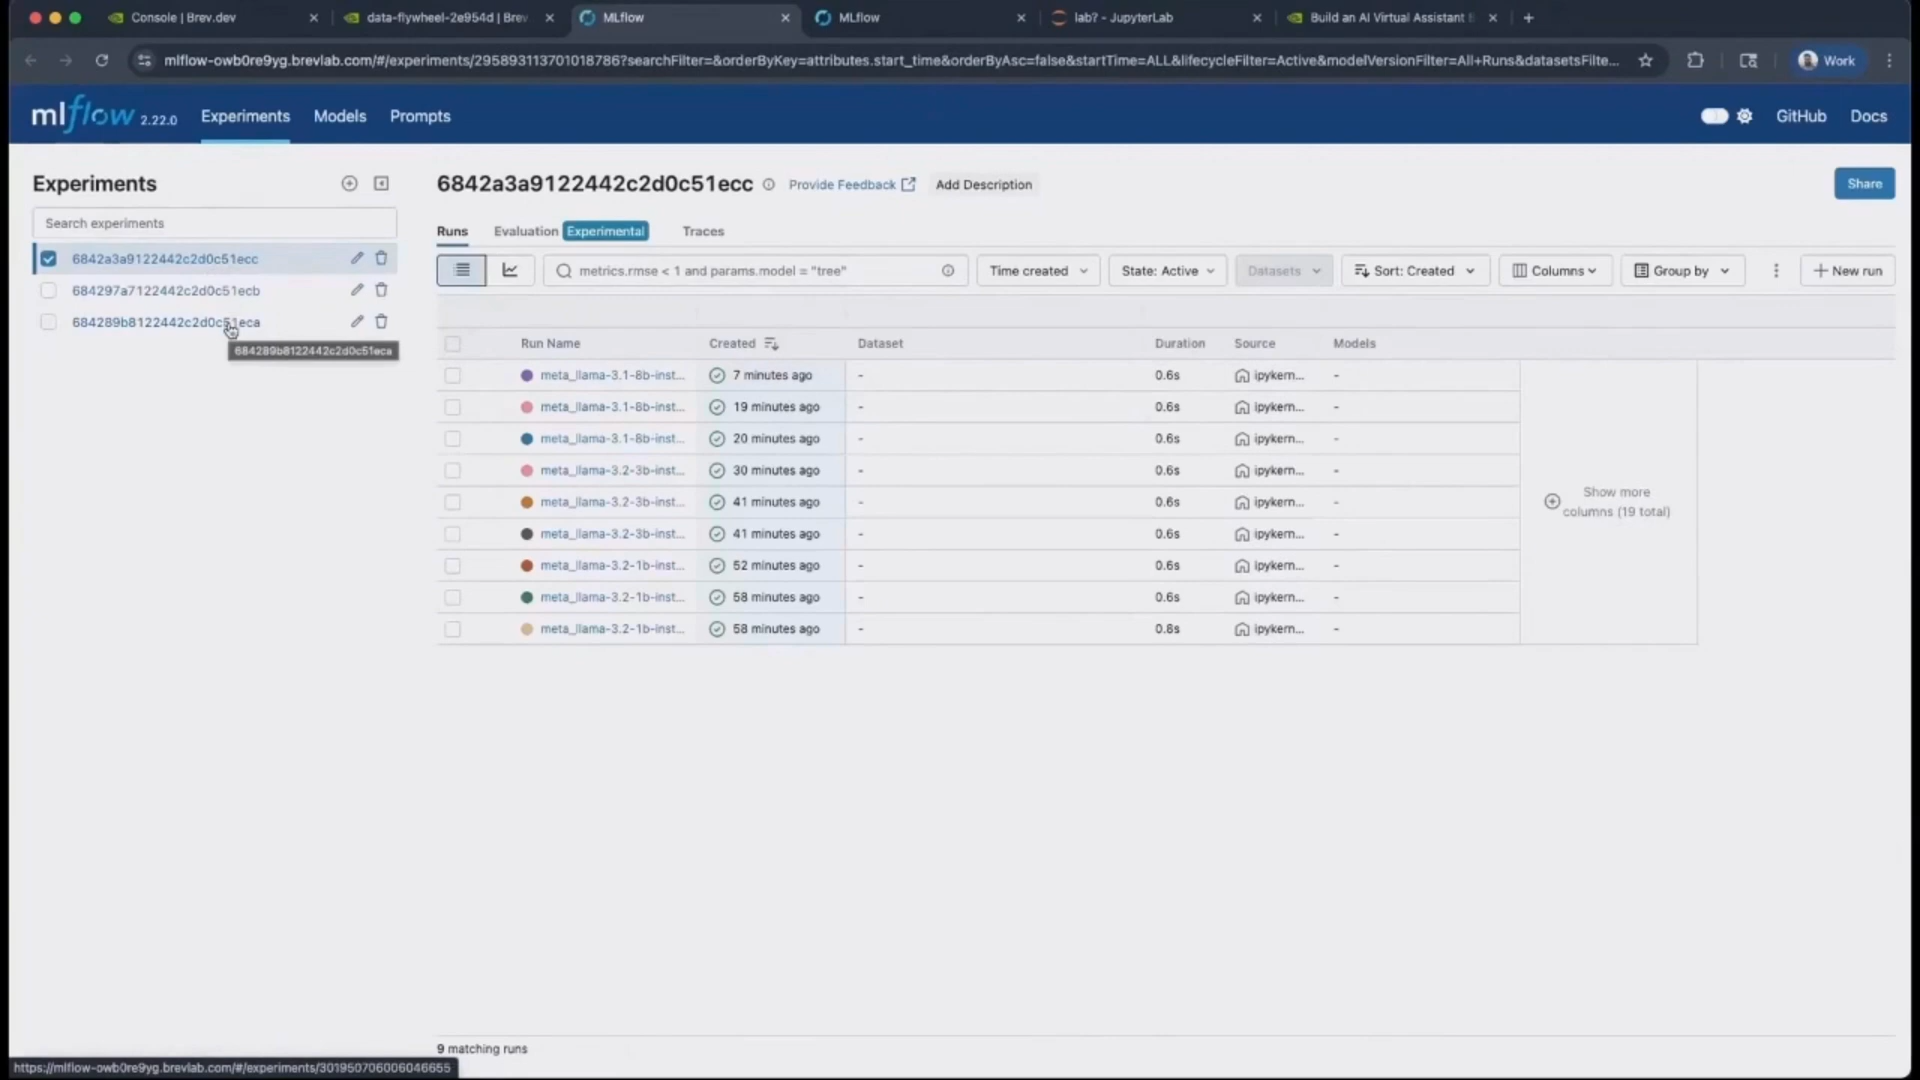 Console | Brev.dev
data-flywheel-2e954d | Brev
MLflow
MLflow
lab? - JupyterLab
Build an AI Virtual Assistant
mlflow-owb0re9yg.brevlab.com/#/experiments/295893113701018786?searchFilter=&orderByKey=attributes.start_time&orderByAsc=false&startTime=ALL&lifecycleFilter=Active&modelVersionFilter=All+Runs&datasetsFilte...
Work
mlflow 2.22.0
Experiments
Models
Prompts
GitHub
Docs
Experiments
6842a3a9122442c2d0c51ecc
Provide Feedback
Add Description
Share
Search experiments
Runs
Evaluation Experimental
Traces
6842a3a9122442c2d0c51ecc
684297a7122442c2d0c51ecb
684289b8122442c2d0c51eca
684289b8122442c2d0c51eca
metrics.rmse < 1 and params.model = "tree"
Time created
State: Active
Datasets
Sort: Created
Columns
Group by
New run
Run Name Created Dataset Duration Source Models
meta_llama-3.1-8b-inst... 7 minutes ago - 0.6s ipykern... -
meta_llama-3.1-8b-inst... 19 minutes ago - 0.6s ipykern... -
meta_llama-3.1-8b-inst... 20 minutes ago - 0.6s ipykern... -
meta_llama-3.2-3b-inst... 30 minutes ago - 0.6s ipykern... -
meta_llama-3.2-3b-inst... 41 minutes ago - 0.6s ipykern... -
meta_llama-3.2-3b-inst... 41 minutes ago - 0.6s ipykern... -
meta_llama-3.2-1b-inst... 52 minutes ago - 0.6s ipykern... -
meta_llama-3.2-1b-inst... 58 minutes ago - 0.6s ipykern... -
meta_llama-3.2-1b-inst... 58 minutes ago - 0.8s ipykern... -
Show more
columns (19 total)
9 matching runs
https://mlflow-owb0re9yg.brevlab.com/#/experiments/301950706006046655